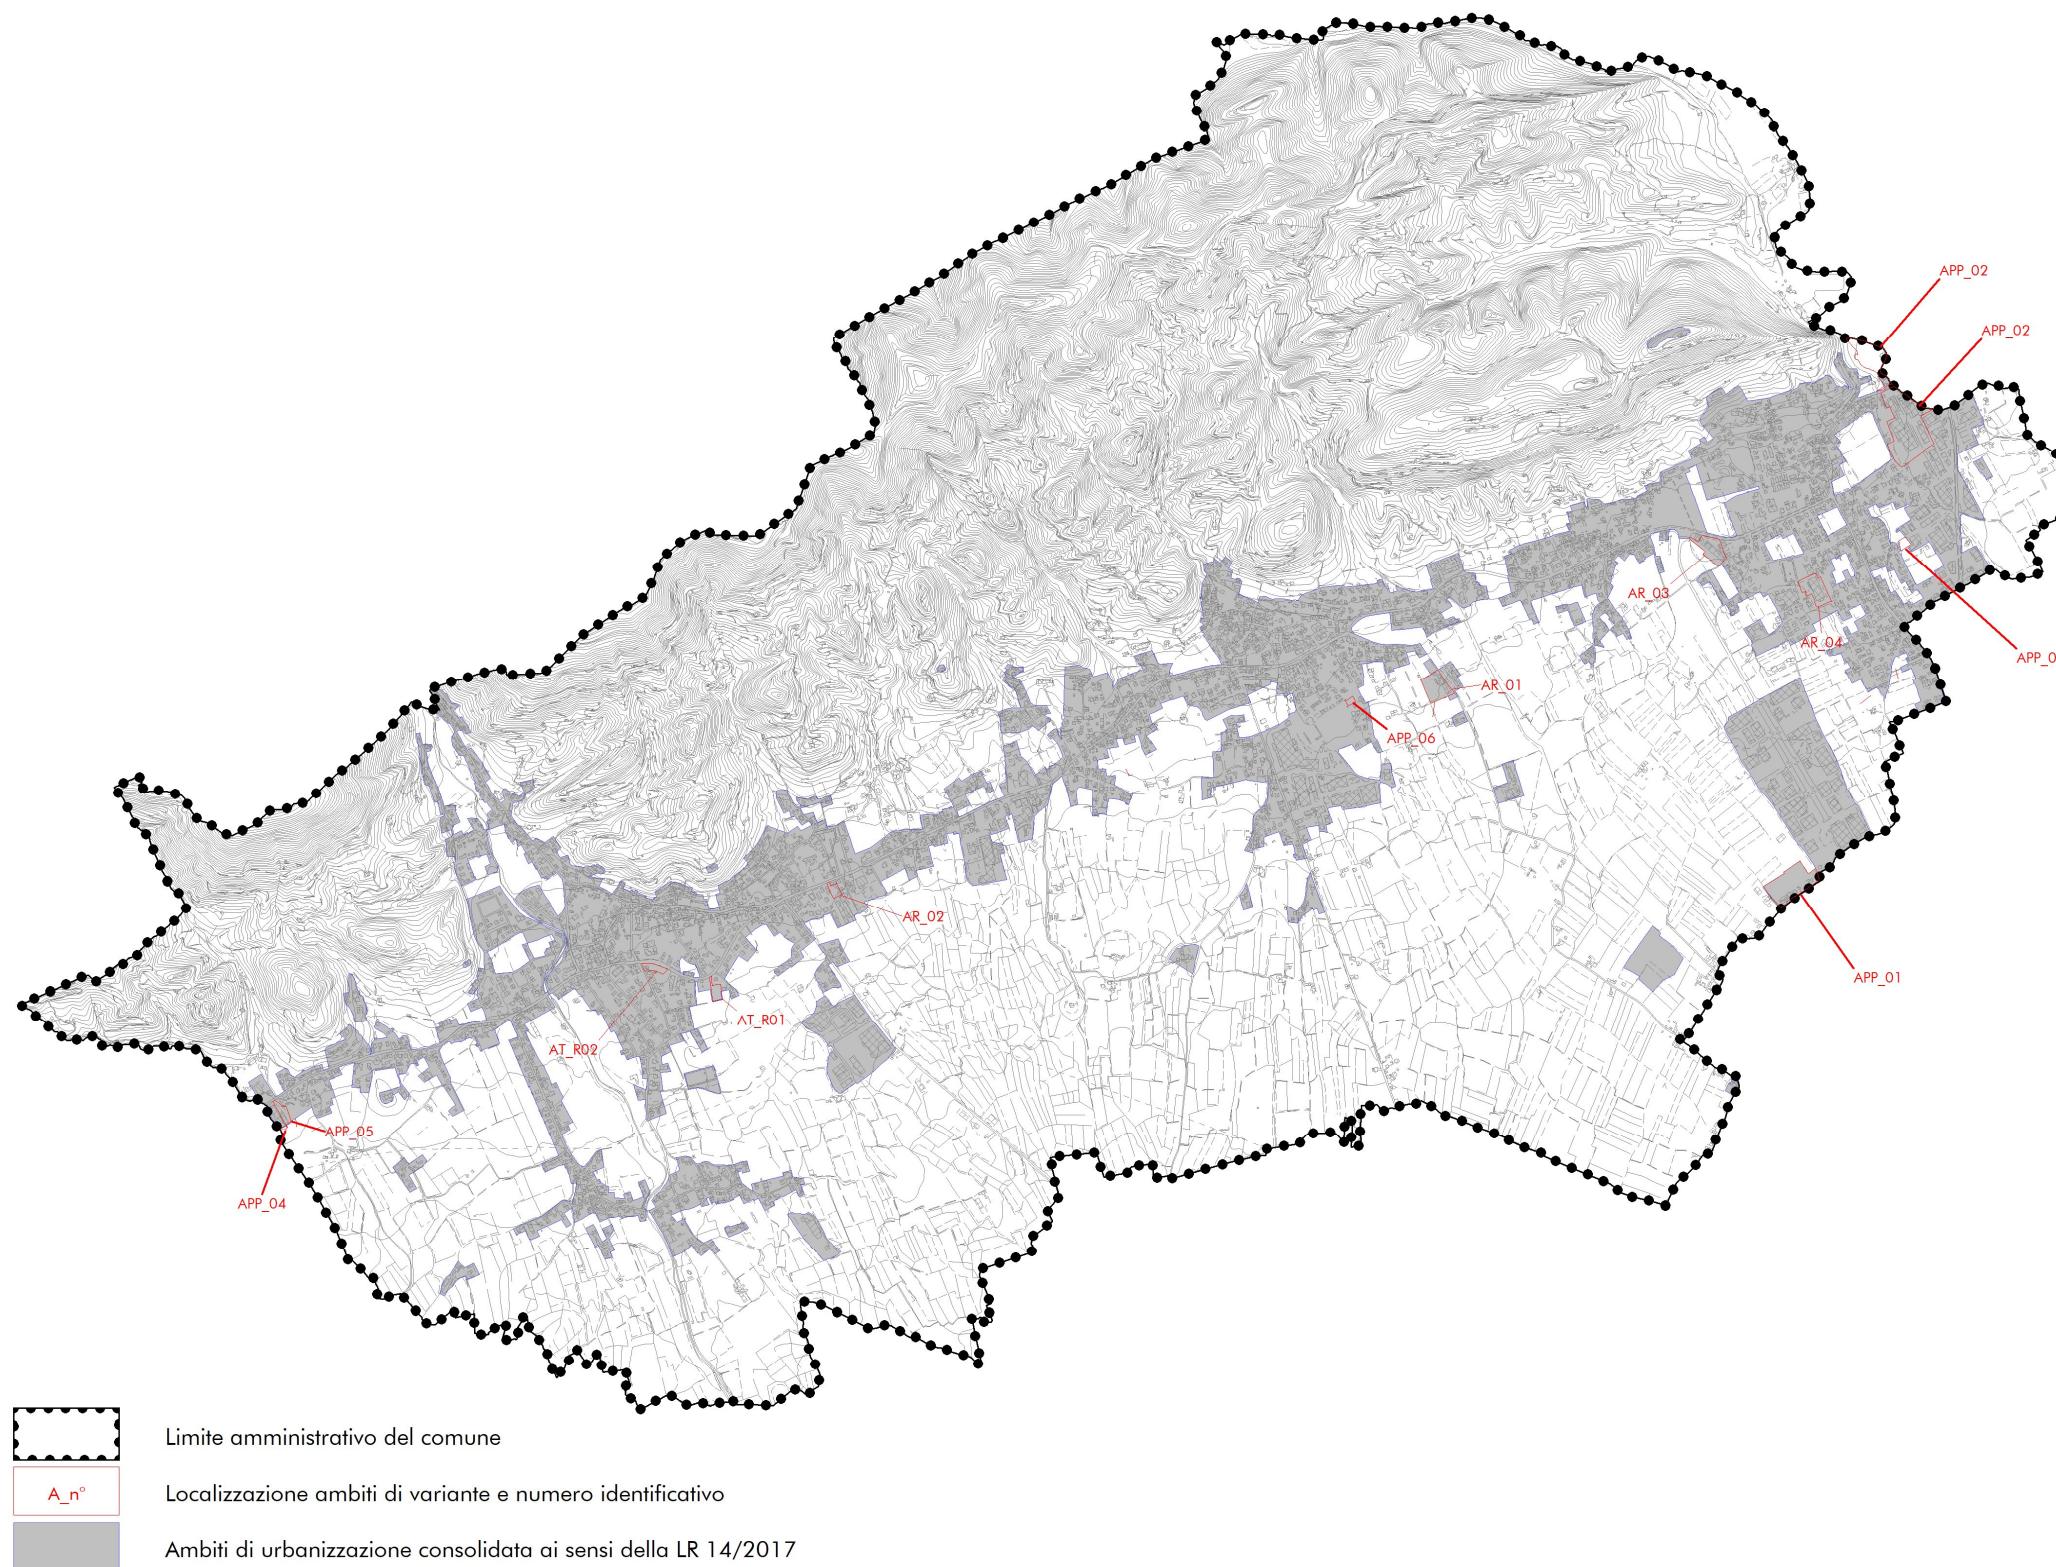 APP_02
APP_02
AR_03
AR_04
APP_0
AR_01
APP_06
AR_02
APP_01
AT_R01
AT_R02
APP_05
APP_04
Limite amministrativo del comune
A_n°
Localizzazione ambiti di variante e numero identificativo
Ambiti di urbanizzazione consolidata ai sensi della LR 14/2017